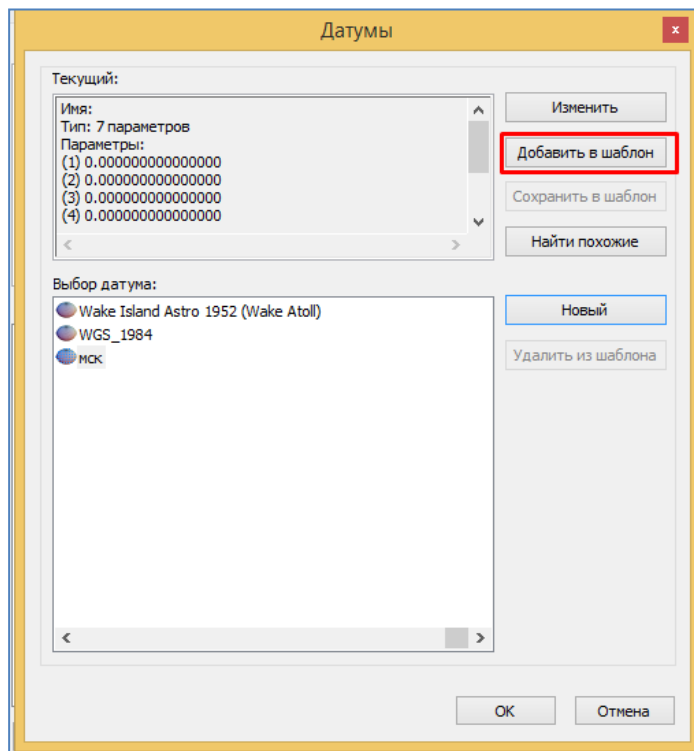 Датумы
Текущий:
Имя:
Тип: 7 параметров
Параметры:
(1) 0.000000000000000
(2) 0.000000000000000
(3) 0.000000000000000
(4) 0.000000000000000
Изменить
Добавить в шаблон
Сохранить в шаблон
Найти похожие
Выбор датума:
Wake Island Astro 1952 (Wake Atoll)
WGS_1984
мск
Новый
Удалить из шаблона
OK
Отмена